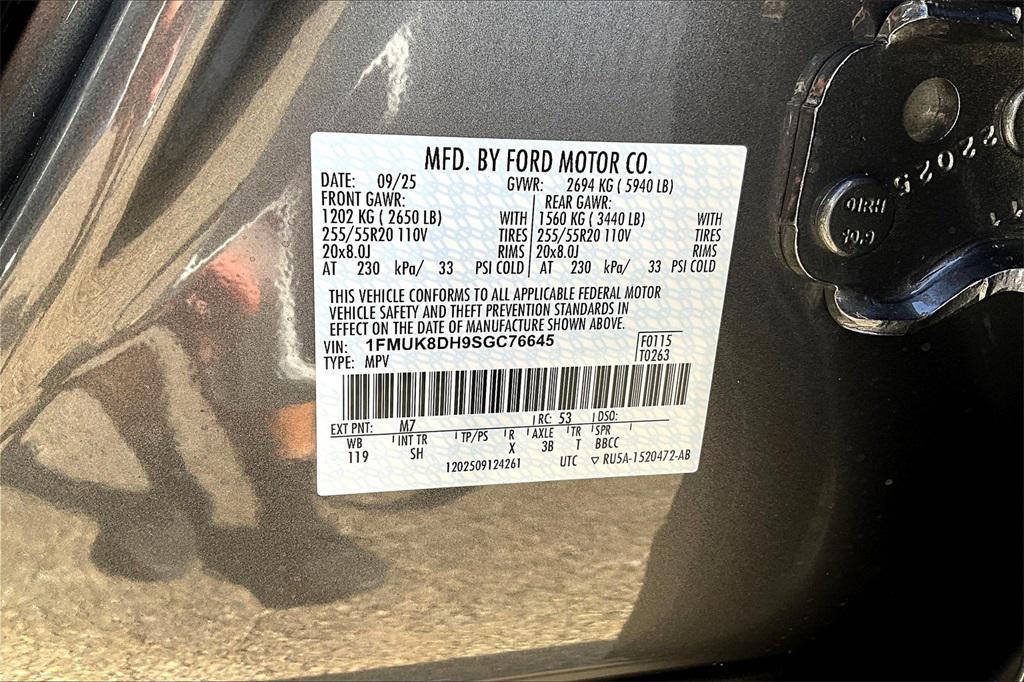 MFD. BY FORD MOTOR CO.
DATE: 09/25 GVWR: 2694 KG ( 5940 LB)
FRONT GAWR: REAR GAWR:
1202 KG ( 2650 LB) WITH 1560 KG ( 3440 LB) WITH
255/55R20 110V TIRES 255/55R20 110V TIRES
20x8.0J RIMS 20x8.0J RIMS
AT 230 kPa/ 33 PSI COLD AT 230 kPa/ 33 PSI COLD
THIS VEHICLE CONFORMS TO ALL APPLICABLE FEDERAL MOTOR
VEHICLE SAFETY AND THEFT PREVENTION STANDARDS IN
EFFECT ON THE DATE OF MANUFACTURE SHOWN ABOVE.
VIN: 1FMUK8DH9SGC76645 F0115
TYPE: MPV T0263
EXT PNT: M7 RC: 53 DSO:
WB INT TR TP/PS R AXLE TR SPR
119 SH X 3B T BBCC
1202509124261 UTC ▽ RU5A-1520472-AB
22025